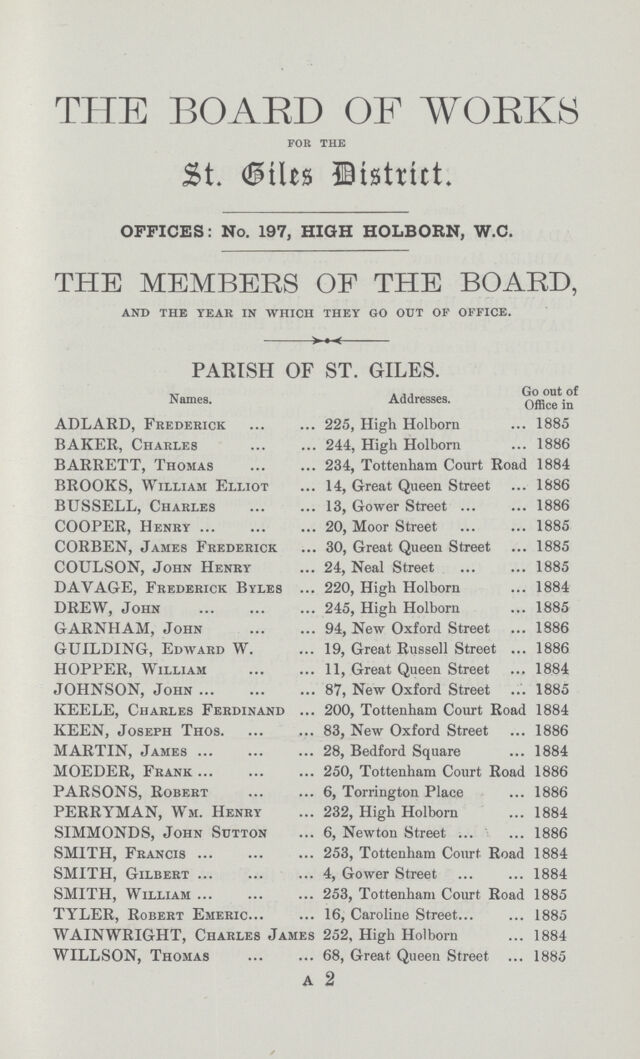 THE BOARD OF WORKS
FOR THE
St. Giles District.
OFFICES: No. 197, HIGH HOLBORN, W.C.
THE MEMBERS OF THE BOARD,
AND THE YEAR IN WHICH THEY GO OUT OF OFFICE.
PARISH OF ST. GILES.
Names. Addresses. Go out of Office in
ADLARD, FREDERICK ... ... 225, High Holborn ... 1885
BAKER, CHARLES ... ... 244, High Holborn ... 1886
BARRETT, THOMAS ... ... 234, Tottenham Court Road 1884
BROOKS, WILLIAM ELLIOT ... 14, Great Queen Street ... 1886
BUSSELL, CHARLES ... ... 13, Gower Street ... ... 1886
COOPER, HENRY ... ... ... 20, Moor Street ... ... 1885
CORBEN, JAMES FREDERICK ... 30, Great Queen Street ... 1885
COULSON, JOHN HENRY ... 24, Neal Street ... ... 1885
DAVAGE, FREDERICK BYLES ... 220, High Holborn ... 1884
DREW, JOHN ... ... ... 245, High Holborn ... 1885
GARNHAM, JOHN ... ... 94, New Oxford Street ... 1886
GUILDING, EDWARD W. ... 19, Great Russell Street ... 1886
HOPPER, WILLIAM ... ... 11, Great Queen Street ... 1884
JOHNSON, JOHN ... ... ... 87, New Oxford Street ... 1885
KEELE, CHARLES FERDINAND ... 200, Tottenham Court Road 1884
KEEN, JOSEPH THOS. ... ... 83, New Oxford Street ... 1886
MARTIN, JAMES ... ... ... 28, Bedford Square ... 1884
MOEDER, FRANK ... ... ... 250, Tottenham Court Road 1886
PARSONS, ROBERT ... ... 6, Torrington Place ... 1886
PERRYMAN, WM. HENRY ... 232, High Holborn ... 1884
SIMMONDS, JOHN SUTTON ... 6, Newton Street ... ... 1886
SMITH, FRANCIS ... ... ... 253, Tottenham Court Road 1884
SMITH, GILBERT ... ... ... 4, Gower Street ... ... 1884
SMITH, WILLIAM ... ... ... 253, Tottenham Court Road 1885
TYLER, ROBERT EMERIC... ... 16, Caroline Street... ... 1885
WAINWRIGHT, CHARLES JAMES 252, High Holborn ... 1884
WILLSON, THOMAS ... ... 68, Great Queen Street ... 1885
A 2